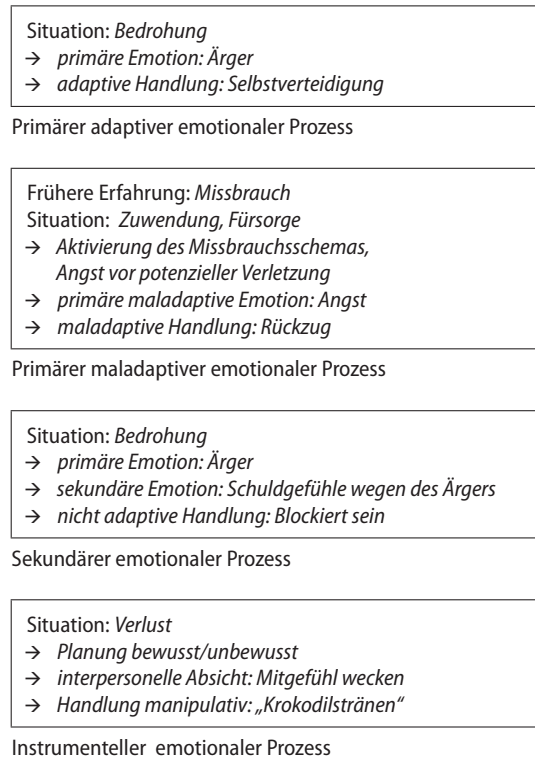 Situation: Bedrohung
→ primäre Emotion: Ärger
→ adaptive Handlung: Selbstverteidigung
Primärer adaptiver emotionaler Prozess
Frühere Erfahrung: Missbrauch
Situation: Zuwendung, Fürsorge
→ Aktivierung des Missbrauchsschemas,
Angst vor potenzieller Verletzung
→ primäre maladaptive Emotion: Angst
→ maladaptive Handlung: Rückzug
Primärer maladaptiver emotionaler Prozess
Situation: Bedrohung
→ primäre Emotion: Ärger
→ sekundäre Emotion: Schuldgefühle wegen des Ärgers
→ nicht adaptive Handlung: Blockiert sein
Sekundärer emotionaler Prozess
Situation: Verlust
→ Planung bewusst/unbewusst
→ interpersonelle Absicht: Mitgefühl wecken
→ Handlung manipulativ: „Krokodilstränen“
Instrumenteller emotionaler Prozess